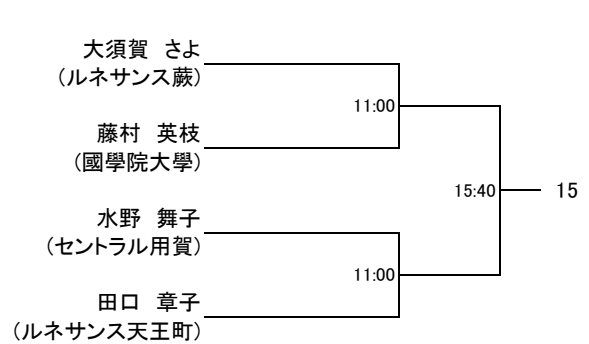 大須賀　さよ
(ルネサンス蕨)
11:00
藤村　英枝
(國學院大學)
15:40
15
水野　舞子
(セントラル用賀)
11:00
田口　章子
(ルネサンス天王町)